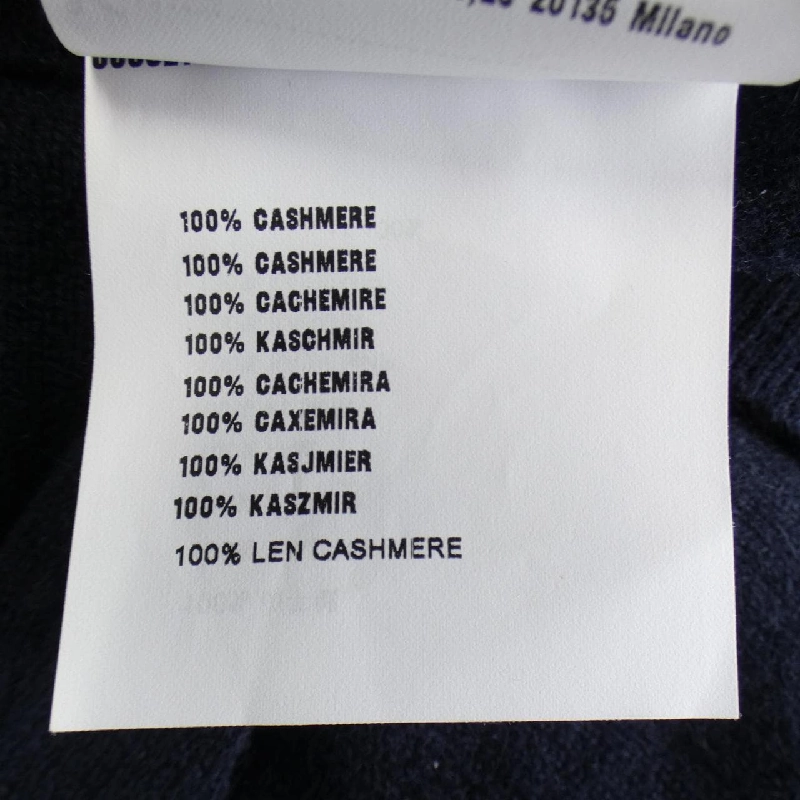 20135 Milano
100% CASHMERE
100% CASHMERE
100% CACHEMIRE
100% KASCHMIR
100% CACHEMIRA
100% CAXEMIRA
100% KASJMIER
100% KASZMIR
100% LEN CASHMERE